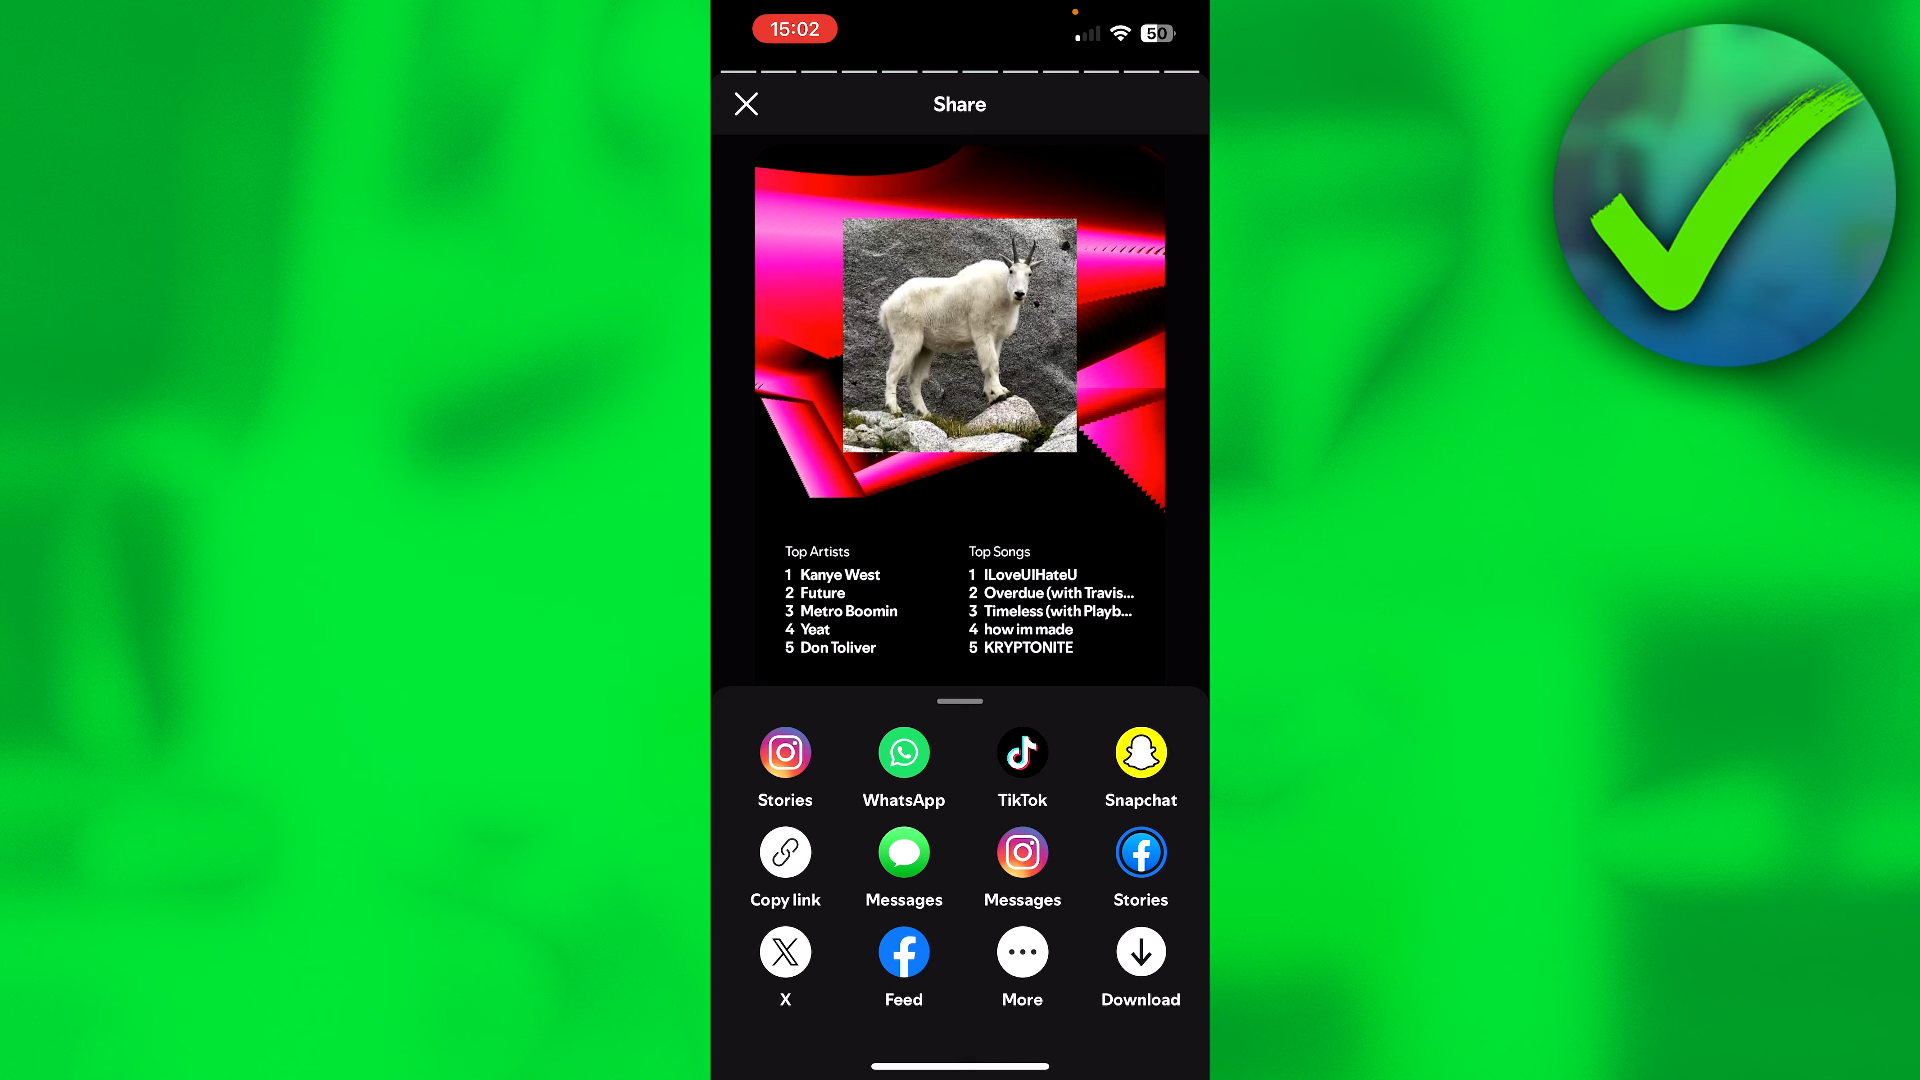 15:02
50
Share
Top Artists
1 Kanye West
2 Future
3 Metro Boomin
4 Yeat
5 Don Toliver
Top Songs
1 ILoveUIHateU
2 Overdue (with Travis...
3 Timeless (with Playb...
4 how im made
5 KRYPTONITE
Stories
WhatsApp
TikTok
Snapchat
Copy link
Messages
Messages
Stories
X
Feed
More
Download